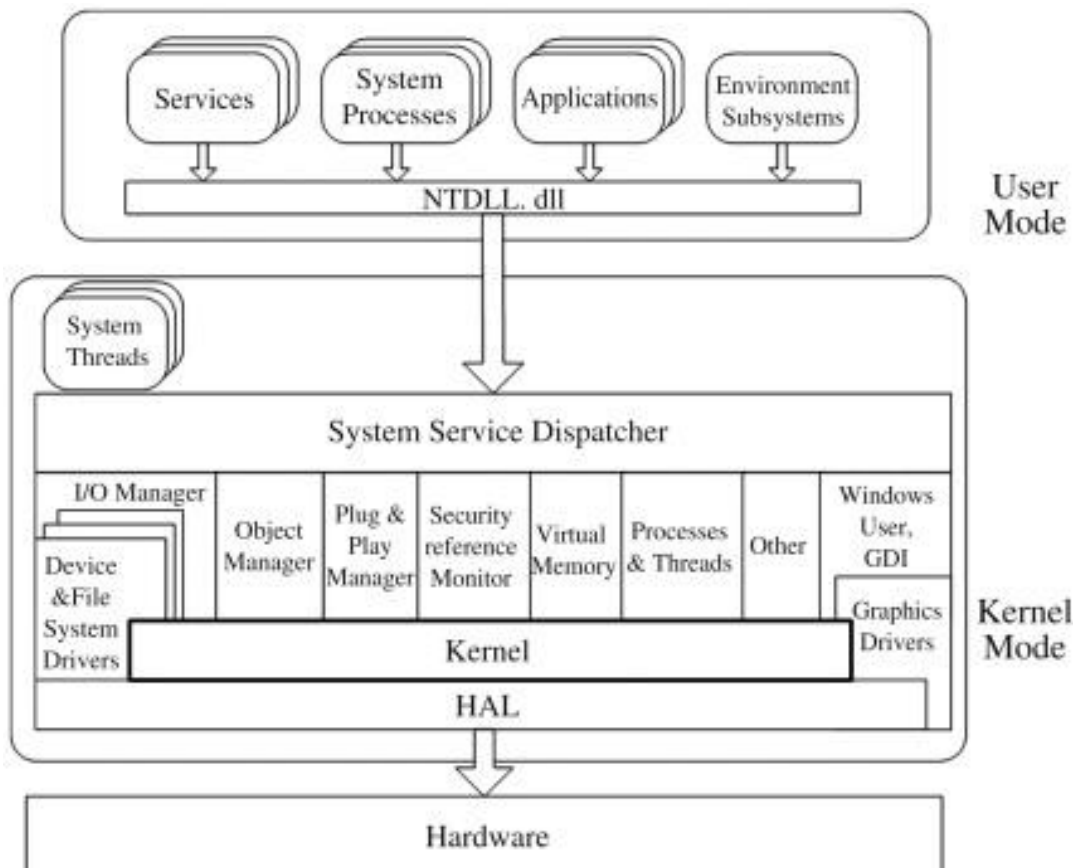 Services
System
Processes
Applications
Environment
Subsystems
NTDLL. dll
User
Mode
System
Threads
System Service Dispatcher
I/O Manager
Device
&File
System
Drivers
Object
Manager
Plug &
Play
Manager
Security
reference
Monitor
Virtual
Memory
Processes
& Threads
Other
Windows
User,
GDI
Graphics
Drivers
Kernel
Kernel
Mode
HAL
Hardware